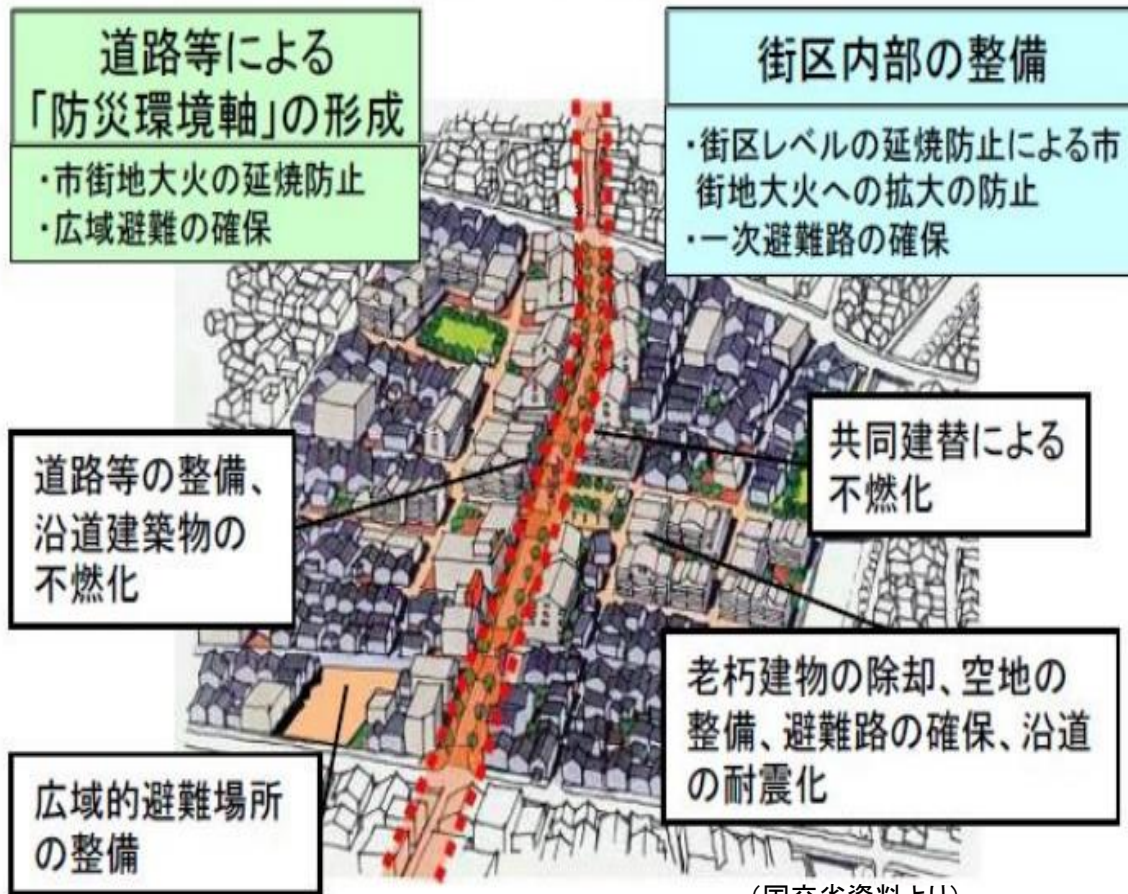 道路等による
「防災環境軸」の形成
・市街地大火の延焼防止
・広域避難の確保
街区内部の整備
・街区レベルの延焼防止による市
街地大火への拡大の防止
・一次避難路の確保
道路等の整備、
沿道建築物の
不燃化
共同建替による
不燃化
老朽建物の除却、空地の
整備、避難路の確保、沿道
の耐震化
広域的避難場所
の整備
(国交省資料より)